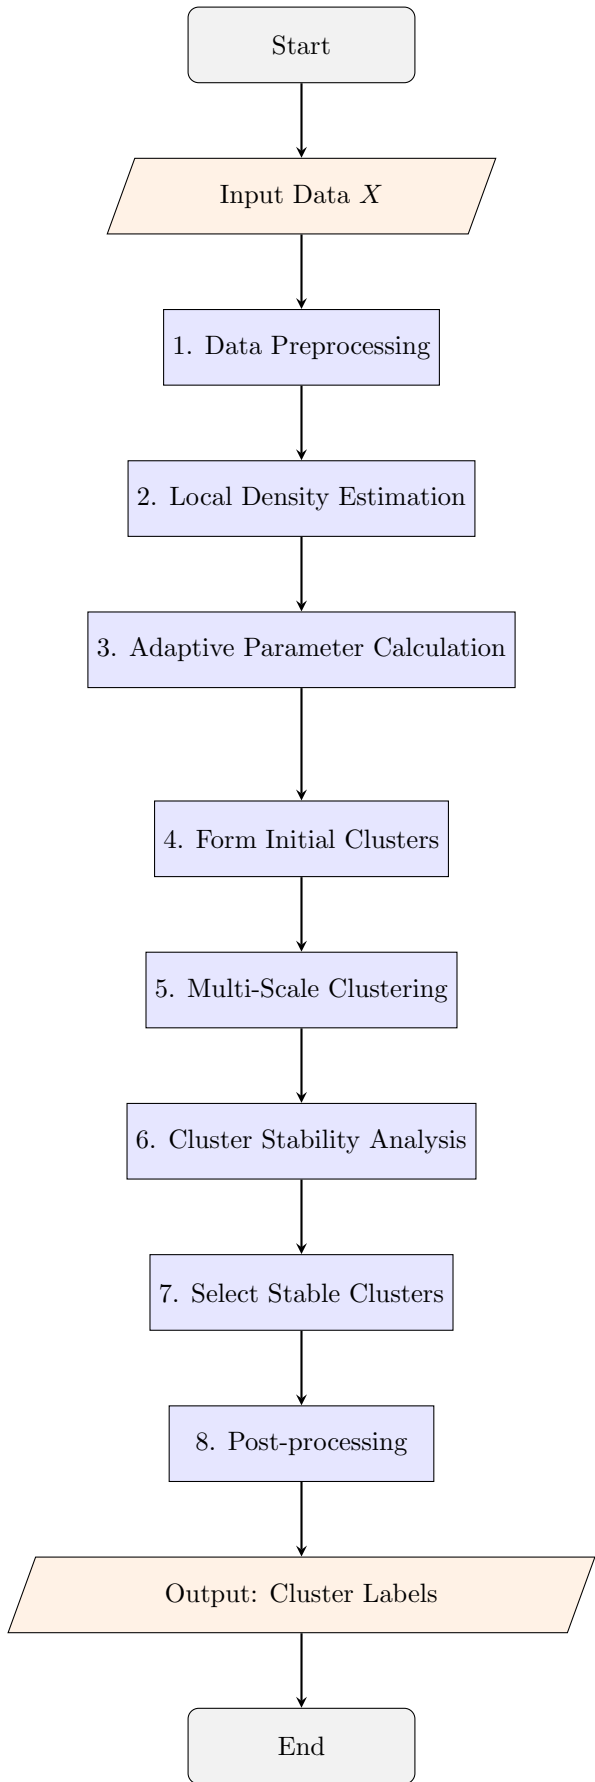 Start
Input Data X
1. Data Preprocessing
2. Local Density Estimation
3. Adaptive Parameter Calculation
4. Form Initial Clusters
5. Multi-Scale Clustering
6. Cluster Stability Analysis
7. Select Stable Clusters
8. Post-processing
Output: Cluster Labels
End